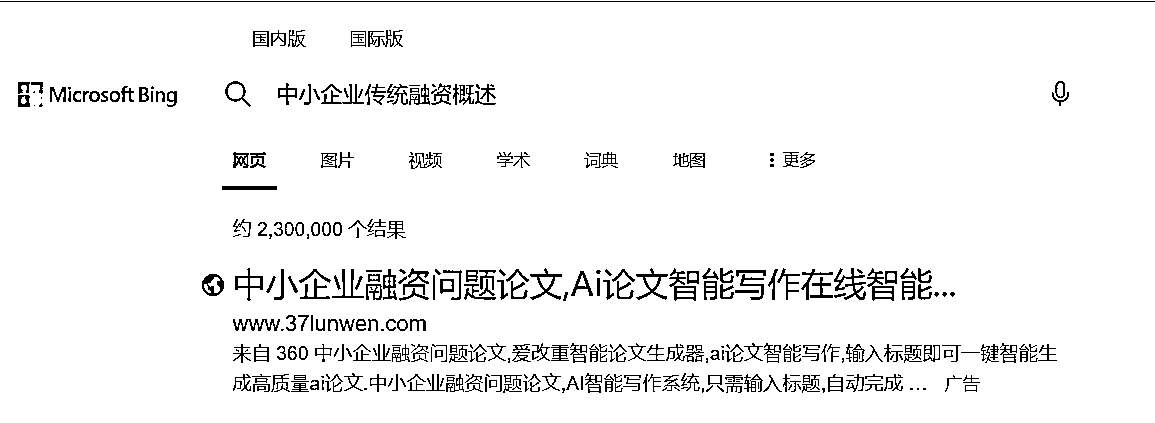 国内版 国际版
Microsoft Bing 中小企业传统融资概述
网页 图片 视频 学术 词典 地图 更多
约 2,300,000 个结果
中小企业融资问题论文,Ai论文智能写作在线智能...
www.37lunwen.com
来自 360 中小企业融资问题论文,爱改重智能论文生成器,ai论文智能写作,输入标题即可一键智能生
成高质量ai论文.中小企业融资问题论文,AI智能写作系统,只需输入标题,自动完成 … 广告